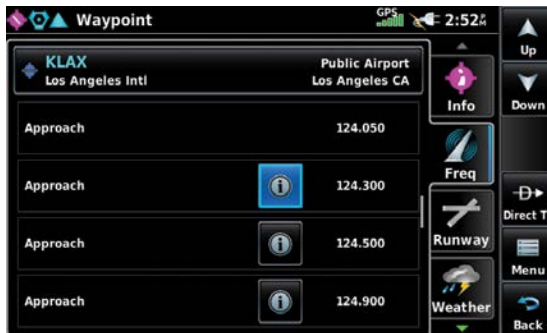 Waypoint
GPS
2:52 PM
KLAX
Public Airport
Los Angeles Intl
Los Angeles CA
Approach 124.050
Approach 124.300
Approach 124.500
Approach 124.900
Info
Freq
Runway
Weather
Up
Down
D
Direct T
Menu
Back